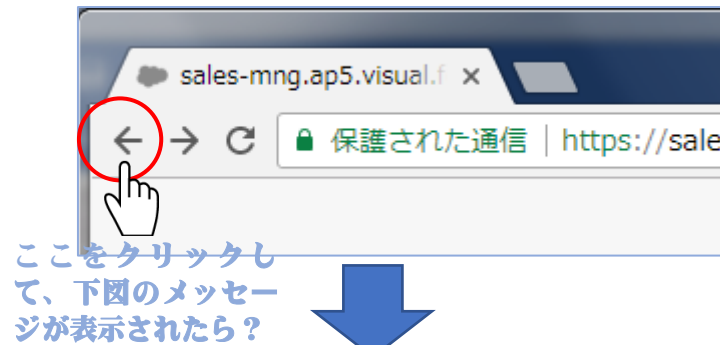 sales-mng.ap5.visual.f
保護された通信 | https://sale
ここをクリックし
て、下図のメッセー
ジが表示されたら？